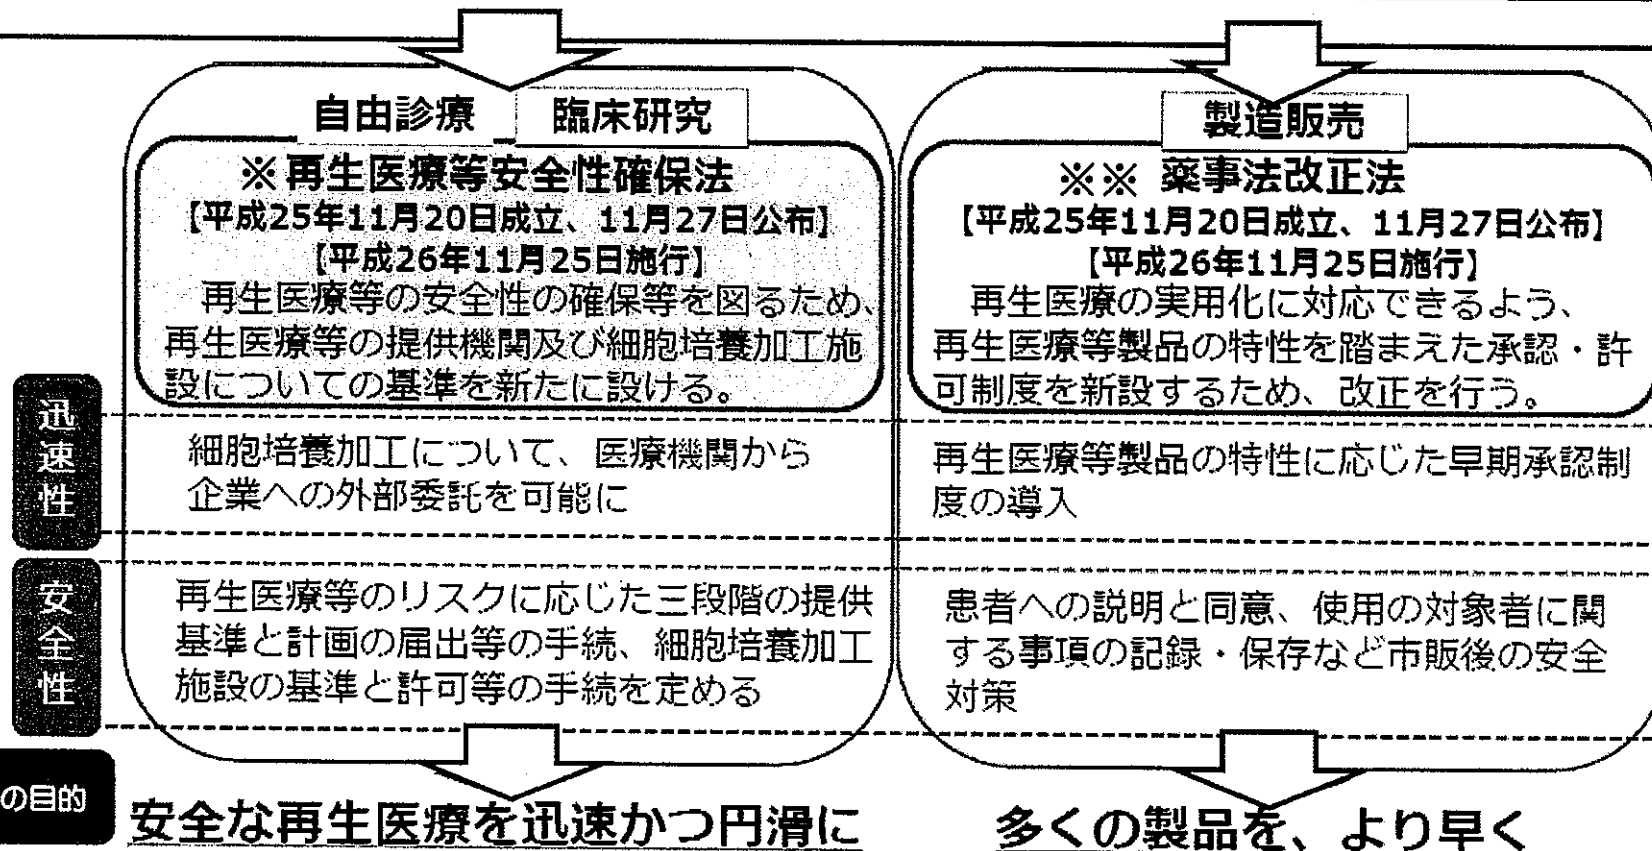 自由診療 臨床研究
※再生医療等安全性確保法
【平成25年11月20日成立、11月27日公布】
【平成26年11月25日施行】
再生医療等の安全性の確保等を図るため、
再生医療等の提供機関及び細胞培養加工施
設についての基準を新たに設ける。
製造販売
※※ 薬事法改正法
【平成25年11月20日成立、11月27日公布】
【平成26年11月25日施行】
再生医療の実用化に対応できるよう、
再生医療等製品の特性を踏まえた承認・許
可制度を新設するため、改正を行う。
迅速性
細胞培養加工について、医療機関から
企業への外部委託を可能に
再生医療等製品の特性に応じた早期承認制
度の導入
安全性
再生医療等のリスクに応じた三段階の提供
基準と計画の届出等の手続、細胞培養加工
施設の基準と許可等の手続を定める
患者への説明と同意、使用の対象者に関
する事項の記録・保存など市販後の安全
対策
の目的
安全な再生医療を迅速かつ円滑に
多くの製品を、より早く